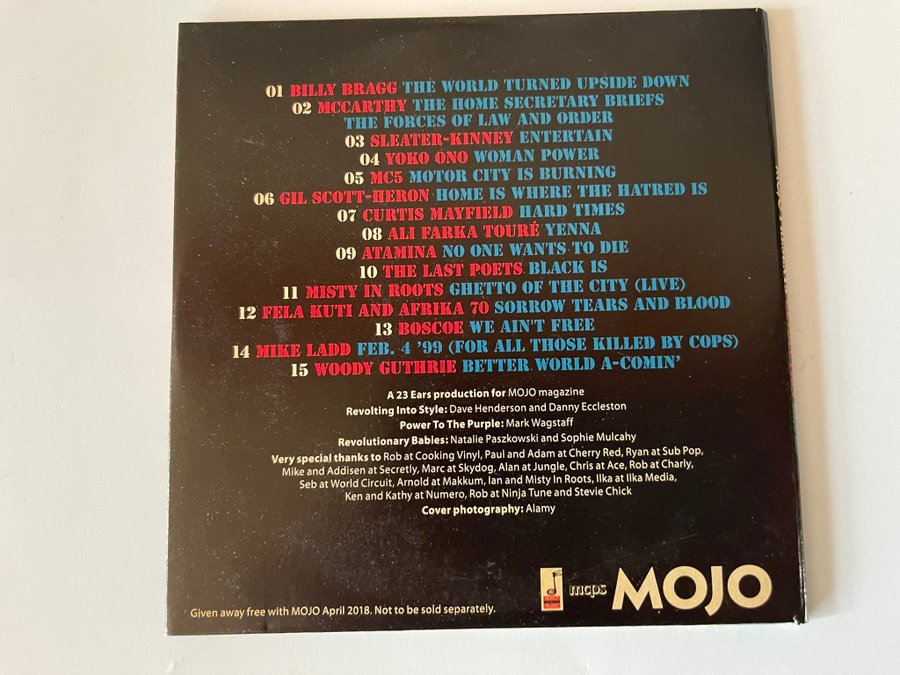 01 BILLY BRAGG THE WORLD TURNED UPSIDE DOWN
02 MCCARTHY THE HOME SECRETARY BRIEFS
THE FORCES OF LAW AND ORDER
03 SLEATER-KINNEY ENTERTAIN
04 YOKO ONO WOMAN POWER
05 MC5 MOTOR CITY IS BURNING
06 GIL SCOTT-HERON HOME IS WHERE THE HATRED IS
07 CURTIS MAYFIELD HARD TIMES
08 ALI FARKA TOURÉ YENNA
09 ATAMINA NO ONE WANTS TO DIE
10 THE LAST POETS BLACK IS
11 MISTY IN ROOTS GHETTO OF THE CITY (LIVE)
12 FELA KUTI AND AFRIKA 70 SORROW TEARS AND BLOOD
13 BOSCOE WE AIN'T FREE
14 MIKE LADD FEB. 4 '99 (FOR ALL THOSE KILLED BY COPS)
15 WOODY GUTHRIE BETTER WORLD A-COMIN'
A 23 Ears production for MOJO magazine
Revolting Into Style: Dave Henderson and Danny Eccleston
Power To The Purple: Mark Wagstaff
Revolutionary Babies: Natalie Paszkowski and Sophie Mulcahy
Very special thanks to Rob at Cooking Vinyl, Paul and Adam at Cherry Red, Ryan at Sub Pop,
Mike and Addisen at Secretly, Marc at Skydog, Alan at Jungle, Chris at Ace, Rob at Charly,
Seb at World Circuit, Arnold at Makkum, Ian and Misty In Roots, Ilka at Ilka Media,
Ken and Kathy at Numero, Rob at Ninja Tune and Stevie Chick
Cover photography: Alamy
Given away free with MOJO April 2018. Not to be sold separately.
mcps
MOJO